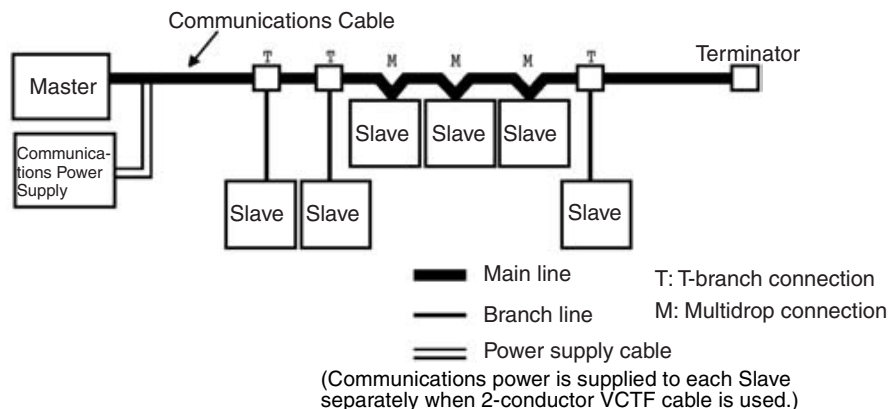 Communications Cable
T T M M M T
Terminator
Master
Communica-
tions Power
Supply
Slave Slave Slave
Slave Slave Slave
Main line
T: T-branch connection
Branch line
M: Multidrop connection
Power supply cable
(Communications power is supplied to each Slave
separately when 2-conductor VCTF cable is used.)